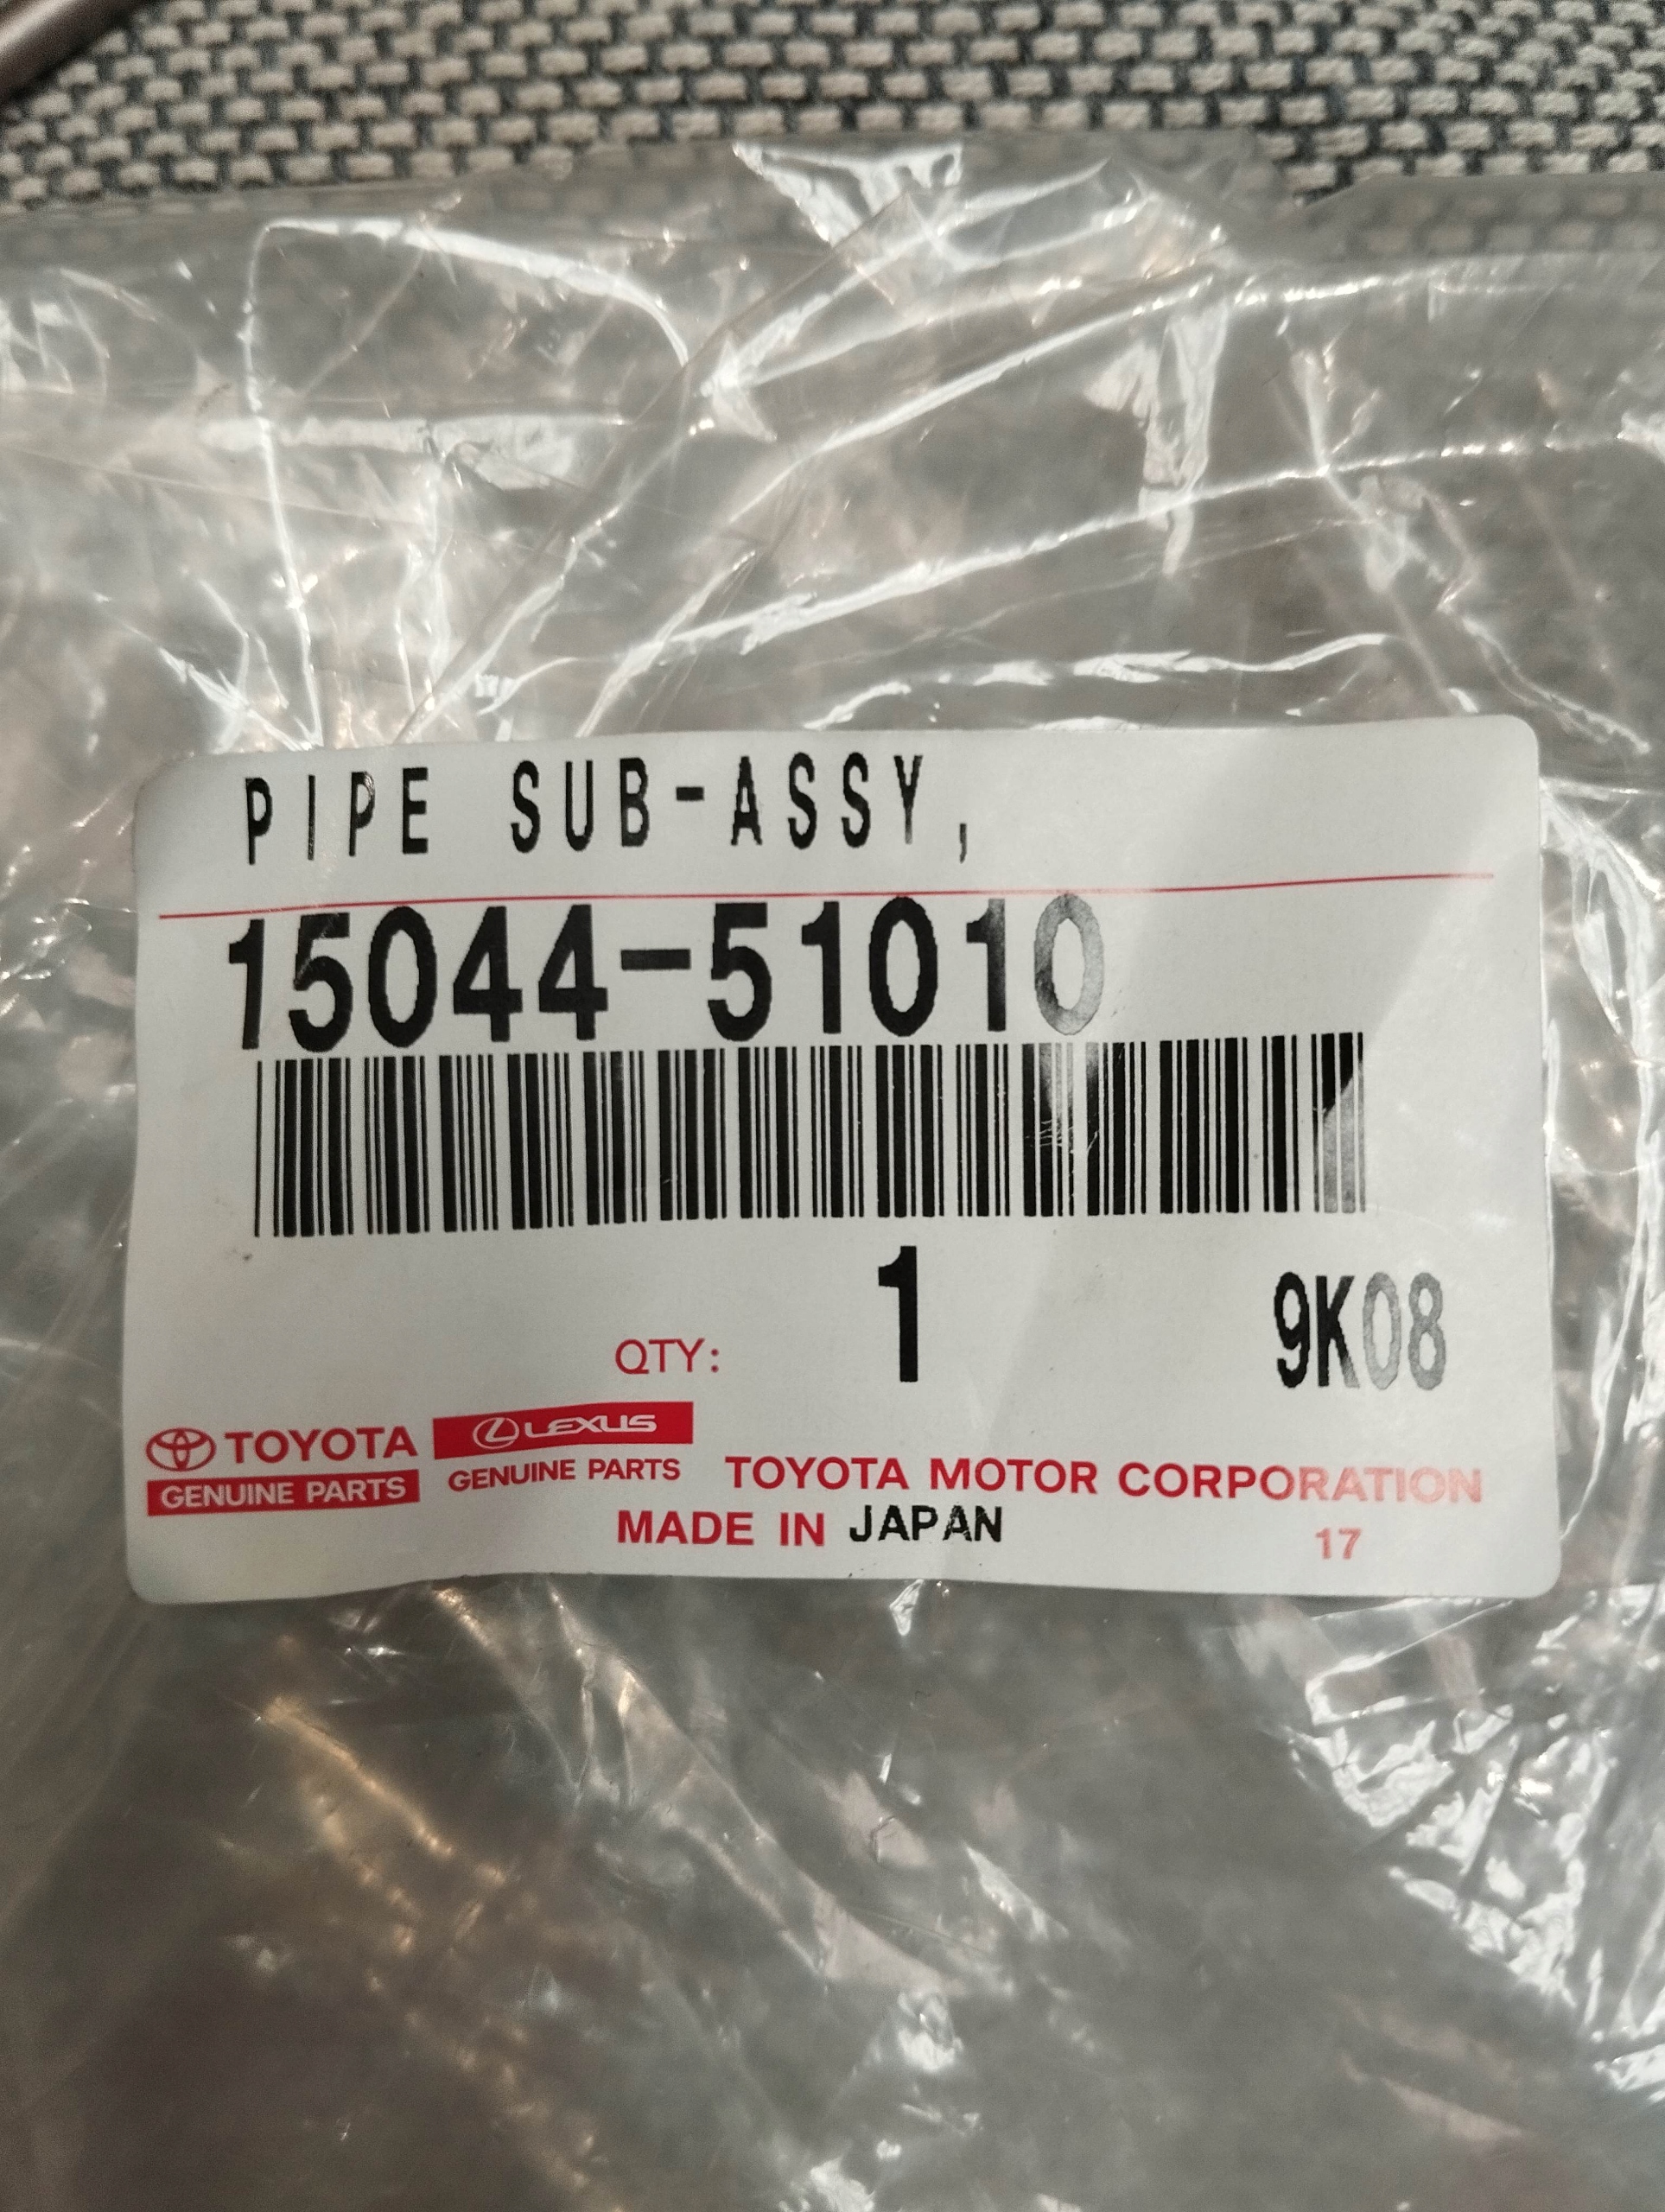 PIPE SUB-ASSY,
15044-51010
1
QTY: 9K08
TOYOTA LEXUS
GENUINE PARTS GENUINE PARTS TOYOTA MOTOR CORPORATION
MADE IN JAPAN 17